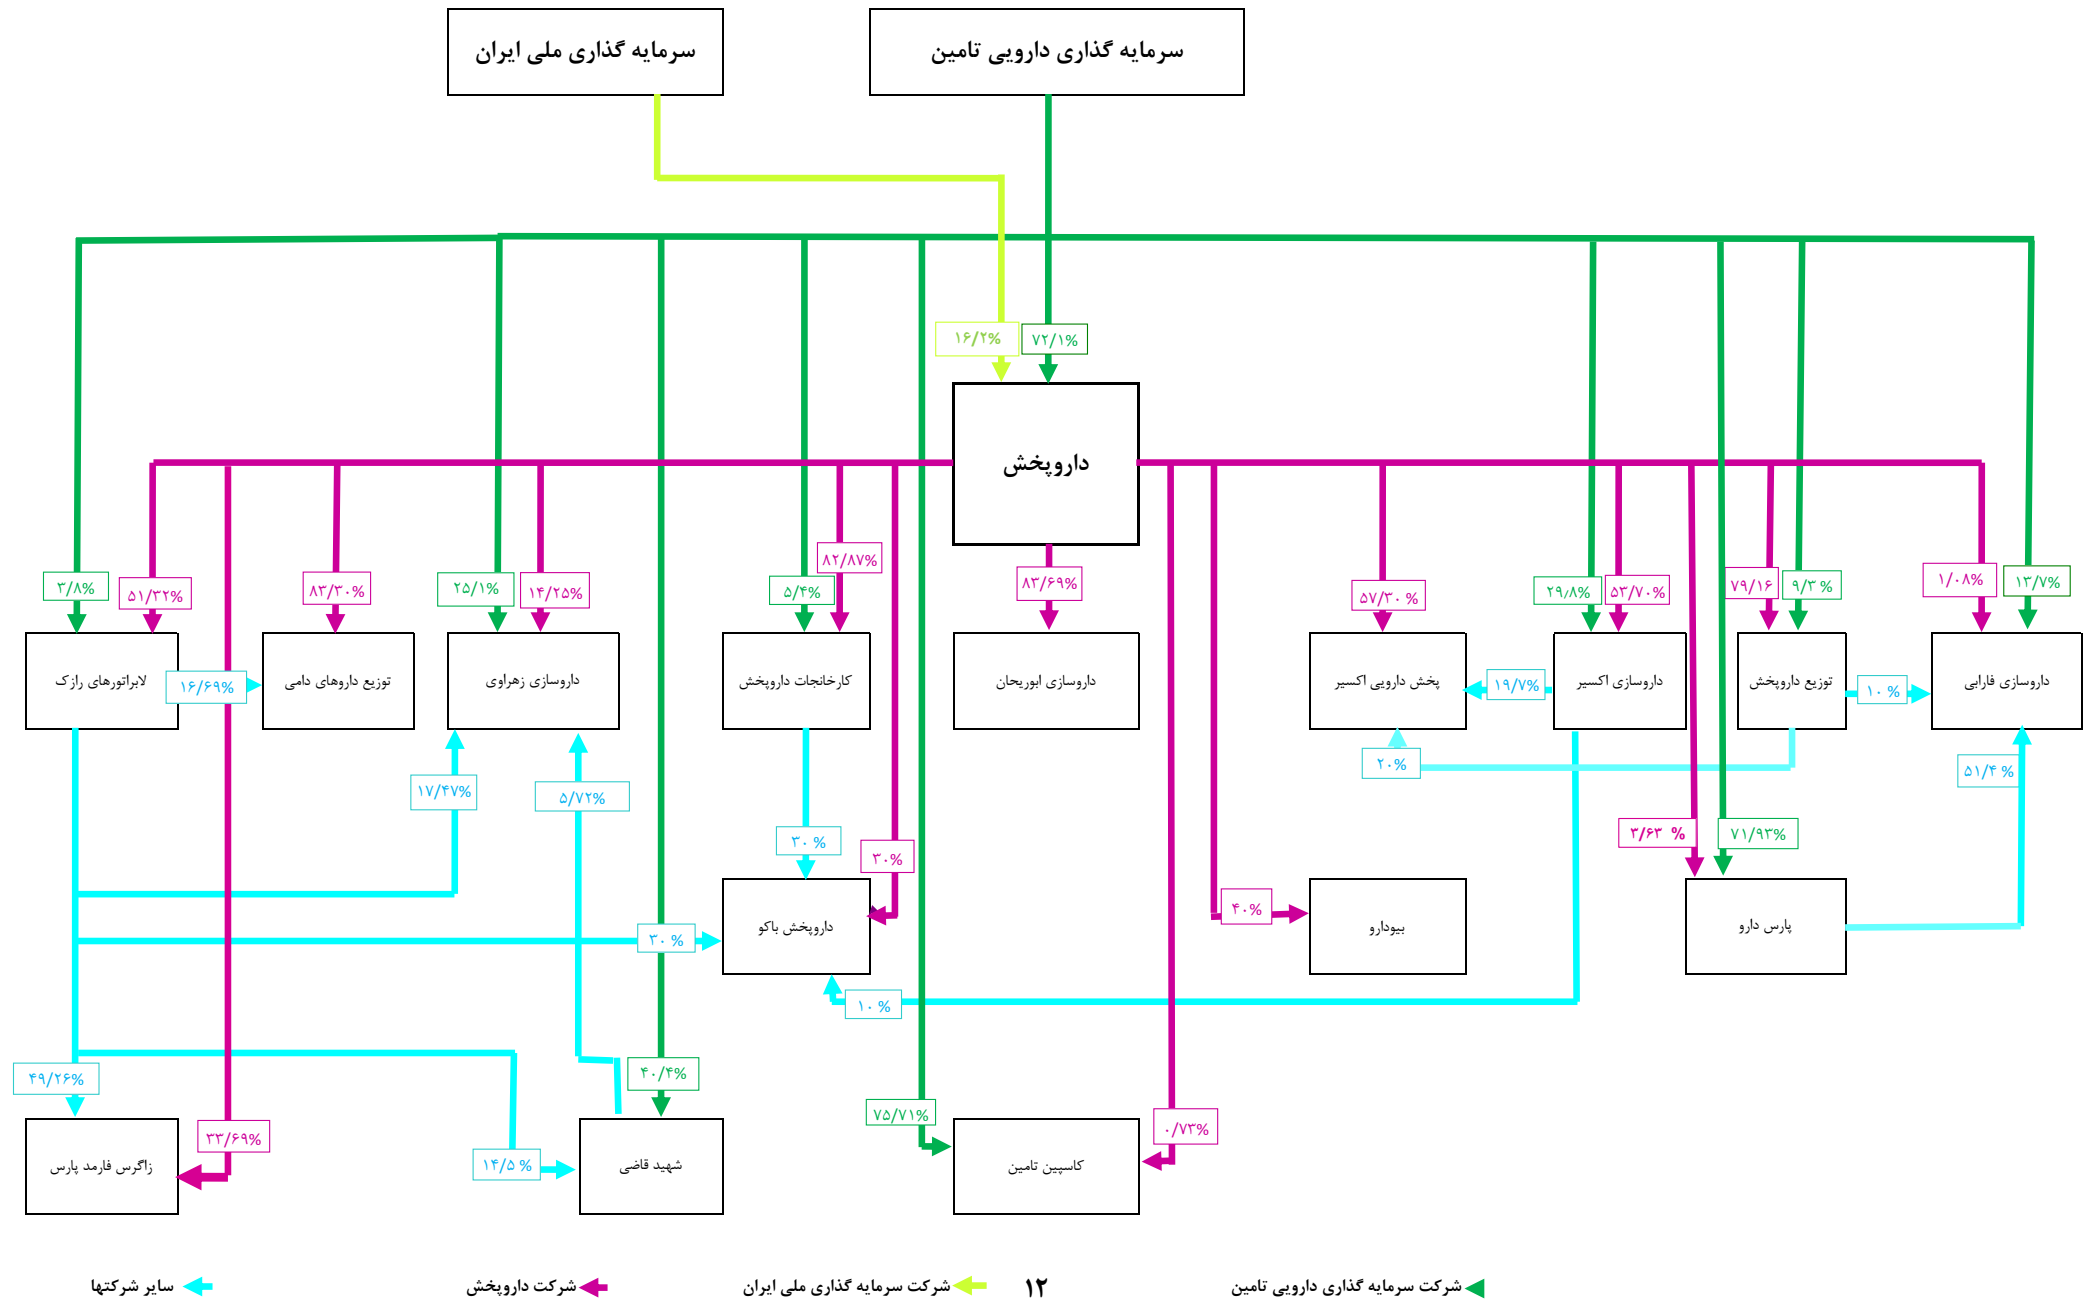 سرمایه گذاری دارویی تامین
سرمایه گذاری ملی ایران
۷۲/۱%
۱۶/۲%
داروپخش
۱۳/۷%
۱/۰۸%
۹/۳ %
۷۹/۱۶
۵۳/۷۰%
۲۹٫۸%
۵۷/۳۰ %
۸۳/۶۹%
۸۲/۸۷%
۵/۴%
۱۴/۲۵%
۲۵/۱%
۸۳/۳۰%
۵۱/۳۲%
۳/۸%
داروسازی فارابی
۱۰ %
توزیع داروپخش
داروسازی اکسیر
۱۹/۷%
پخش دارویی اکسیر
داروسازی ابوریحان
کارخانجات داروپخش
داروسازی زهراوی
توزیع داروهای دامی
۱۶/۶۹%
لابراتورهای رازک
۵۱/۴ %
۲۰%
۵/۷۲%
۱۷/۴۷%
۷۱/۹۳%
۳/۶۳ %
۳۰ %
۳۰%
پارس دارو
بیودارو
۴۰%
داروپخش باکو
۳۰ %
۱۰ %
۴۰/۴%
۴۹/۲۶%
۰/۷۳%
۷۵/۷۱%
۳۳/۶۹%
کاسپین تامین
شهید قاضی
۱۴/۵ %
زاگرس فارمد پارس
شرکت سرمایه گذاری دارویی تامین
۱۲
شرکت سرمایه گذاری ملی ایران
شرکت داروپخش
سایر شرکتها